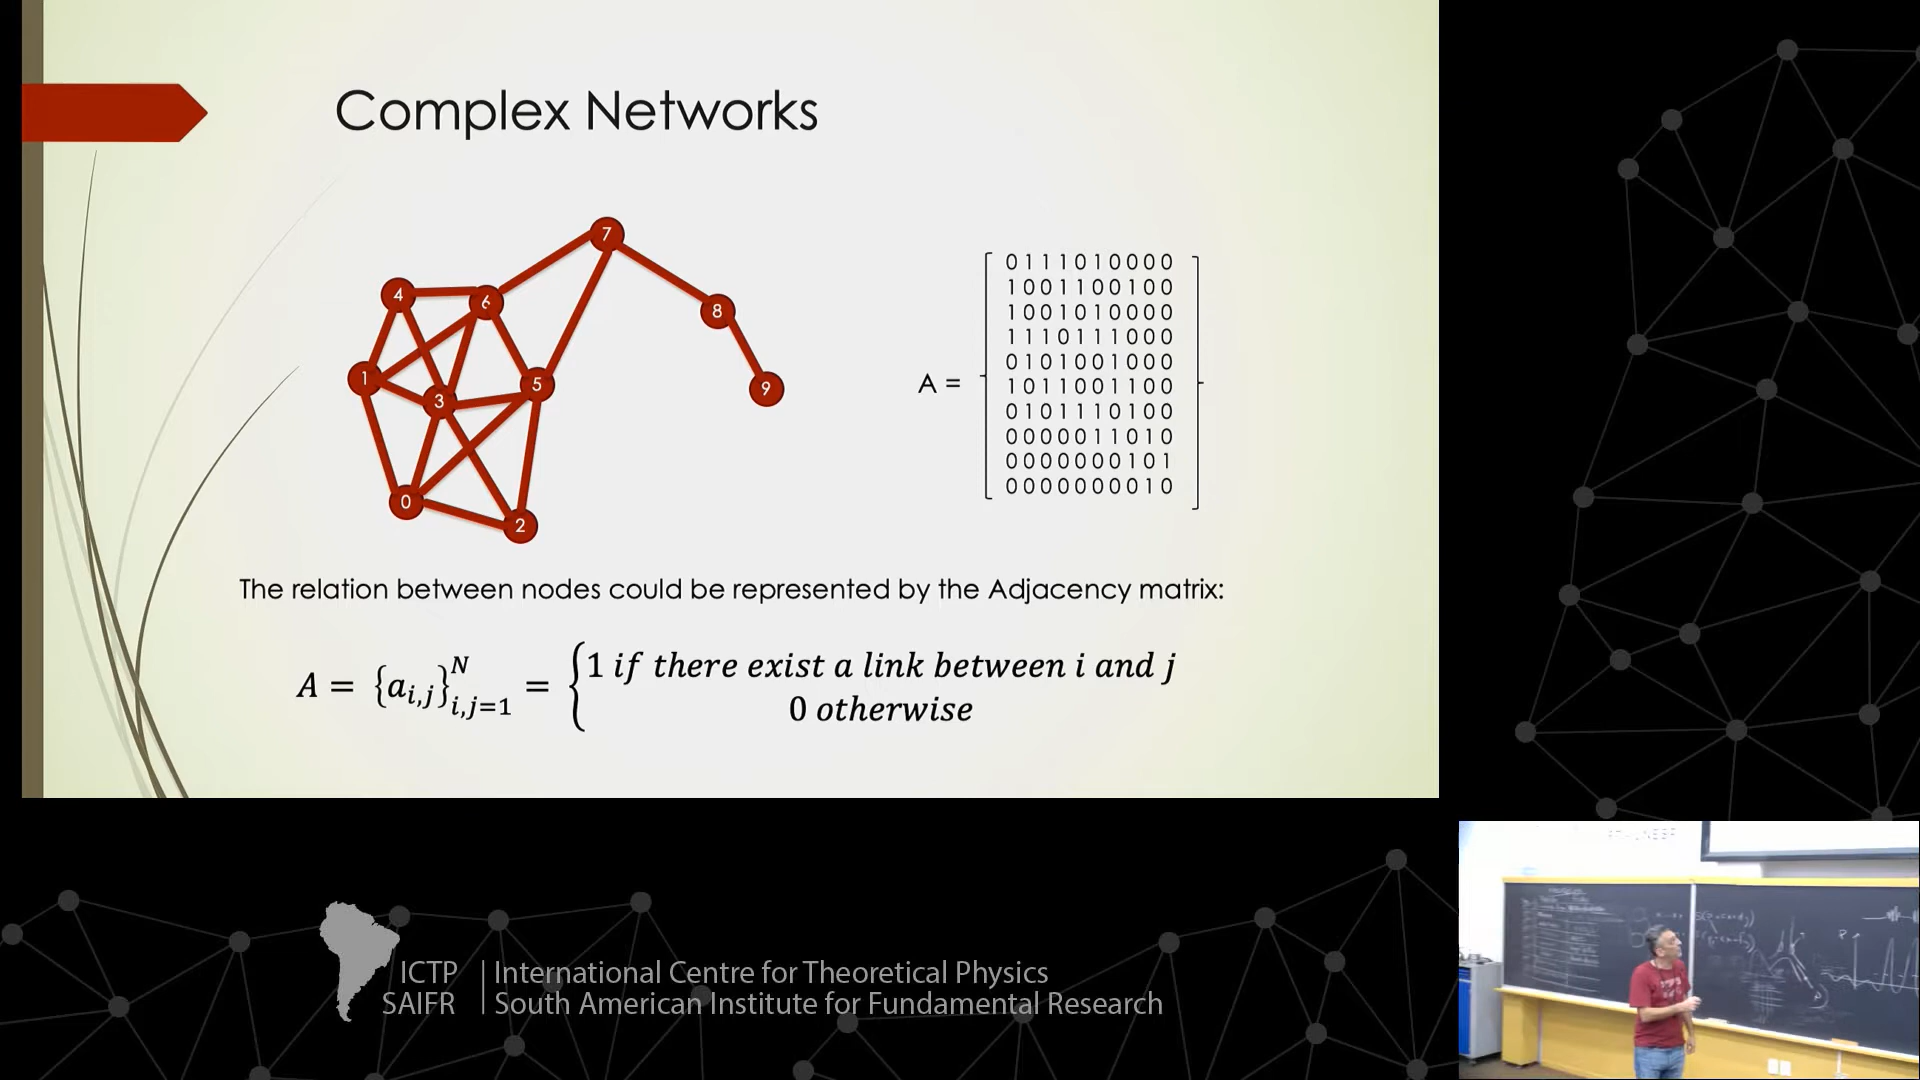 Complex Networks
7
4
6
8
1
5
9
3
0
2
A =
0 1 1 1 0 1 0 0 0 0
1 0 0 1 1 0 0 1 0 0
1 0 0 1 0 1 0 0 0 0
1 1 1 0 1 1 1 0 0 0
0 1 0 1 0 0 1 0 0 0
1 0 1 1 0 0 1 1 0 0
0 1 0 1 1 1 0 1 0 0
0 0 0 0 0 1 1 0 1 0
0 0 0 0 0 0 0 1 0 1
0 0 0 0 0 0 0 0 1 0
The relation between nodes could be represented by the Adjacency matrix:
A = {a_{i,j}}_{i,j=1}^{N} = { 1 if there exist a link between i and j
0 otherwise
ICTP | International Centre for Theoretical Physics
SAIFR | South American Institute for Fundamental Research